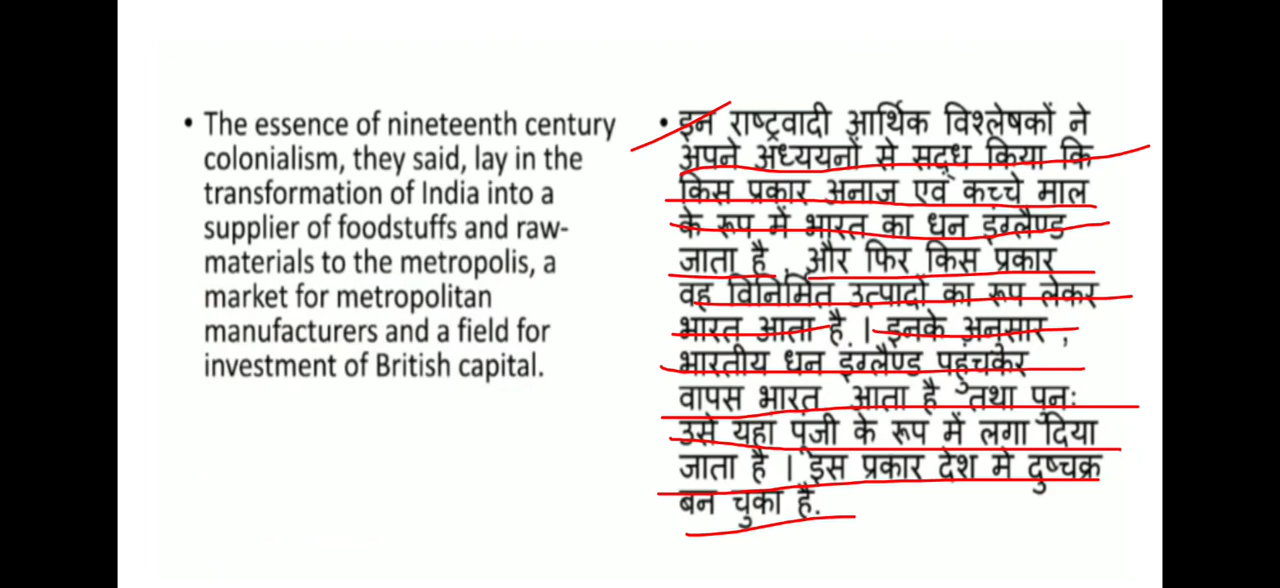 • The essence of nineteenth century
colonialism, they said, lay in the
transformation of India into a
supplier of foodstuffs and raw-
materials to the metropolis, a
market for metropolitan
manufacturers and a field for
investment of British capital.
• इन राष्ट्रवादी आर्थिक विश्लेषकों ने
अपने अध्ययनों से सद्ध किया कि
किस प्रकार अनाज एवं कच्चे माल
के रूप में भारत का धन इंग्लैण्ड
जाता है , और फिर किस प्रकार
वह विनिर्मित उत्पादों का रूप लेकर
भारत आता है. | इनके अनुसार ,
भारतीय धन इंग्लैण्ड पहुंचकर
वापस भारत आता है तथा पुनः
उसे यहां पूंजी के रूप में लगा दिया
जाता है | इस प्रकार देश में दुष्चक्र
बन चुका है.